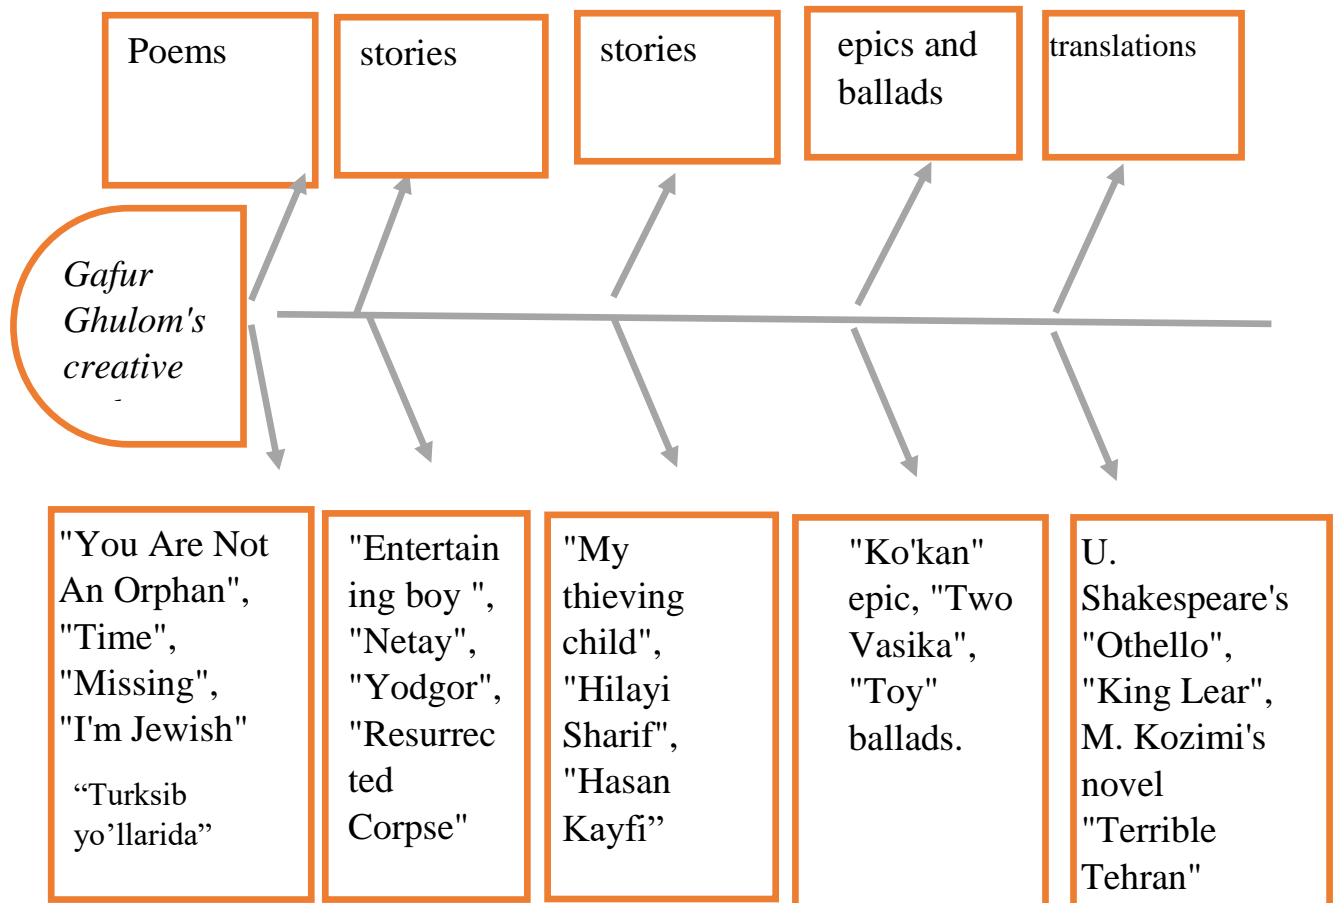 Poems
stories
stories
epics and
ballads
translations
Gafur
Ghulom's
creative
"You Are Not
An Orphan",
"Time",
"Missing",
"I'm Jewish"
“Turksib
yo’llarida”
"Entertain
ing boy ",
"Netay",
"Yodgor",
"Resurrec
ted
Corpse"
"My
thieving
child",
"Hilayi
Sharif",
"Hasan
Kayfi”
"Ko'kan"
epic, "Two
Vasika",
"Toy"
ballads.
U.
Shakespeare's
"Othello",
"King Lear",
M. Kozimi's
novel
"Terrible
Tehran"